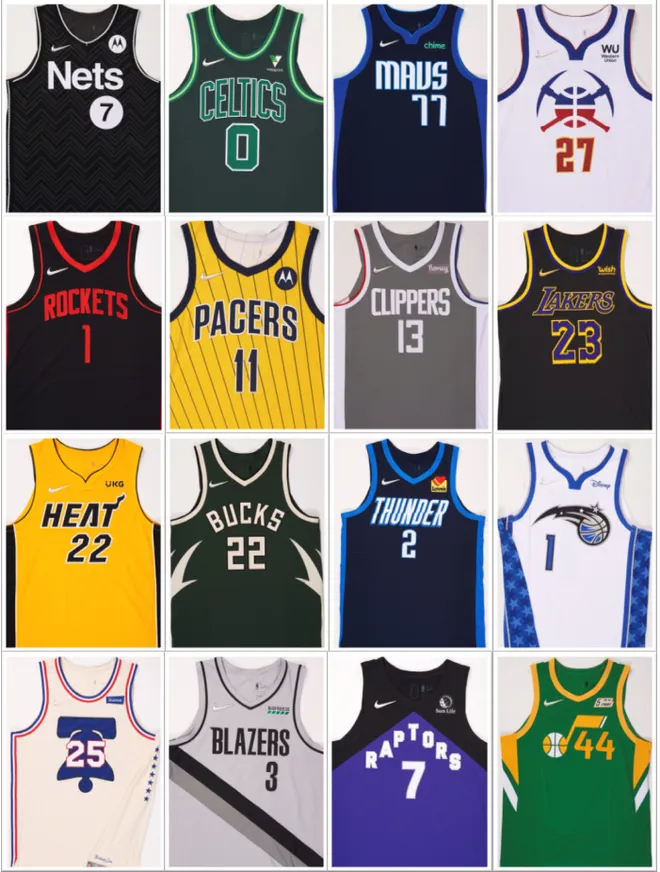 Nets
7
CELTICS
0
chime
MAVS
77
WU
Western
Union
27
ROCKETS
1
PACERS
11
CLIPPERS
13
wish
LAKERS
23
UKG
HEAT
22
BUCKS
22
THUNDER
2
Disney
1
25
BLAZERS
3
Sun Life
RAPTORS
7
44